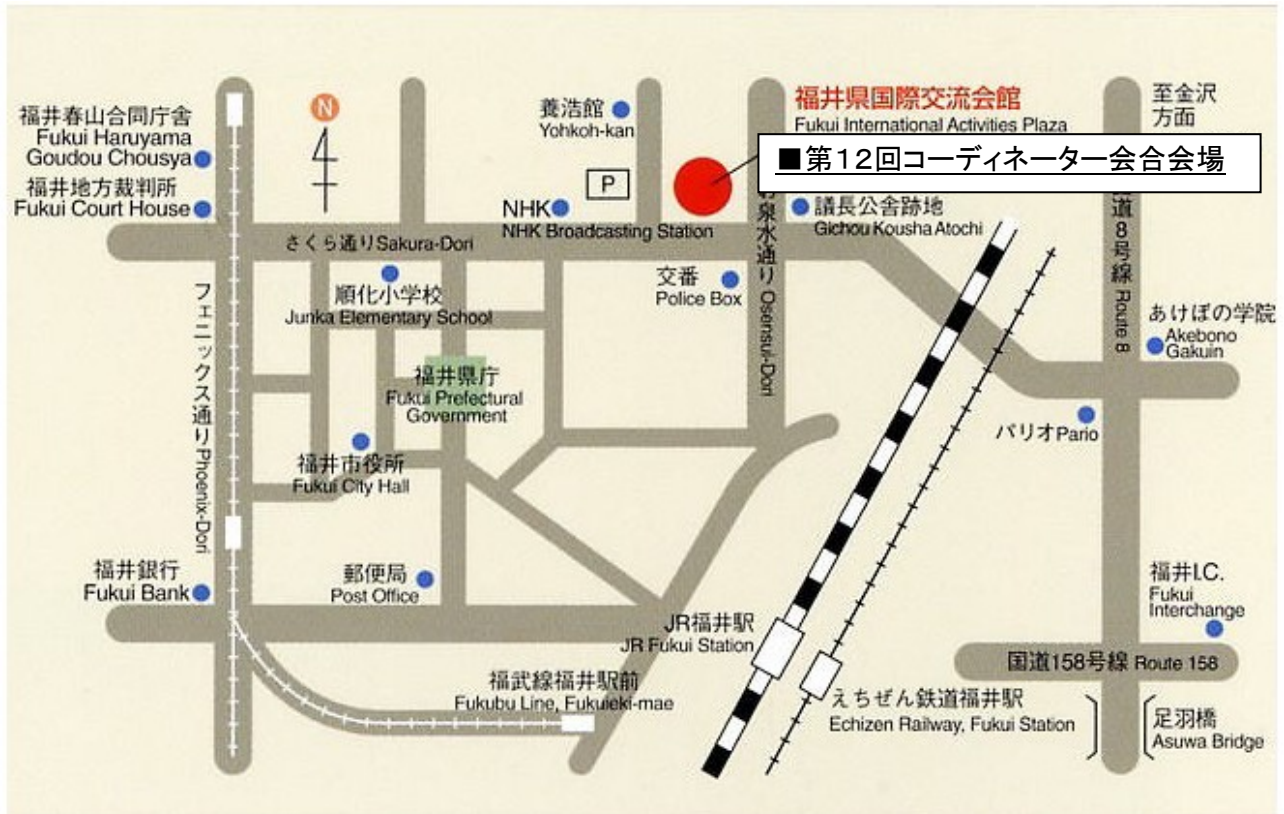 福井春山合同庁舎
Fukui Haruyama
Goudou Chousya
福井地方裁判所
Fukui Court House
N
養浩館
Yohkoh-kan
福井県国際交流会館
Fukui International Activities Plaza
■第12回コーディネーター会合会場
至金沢
方面
P
NHK
NHK Broadcasting Station
議長公舎跡地
Gichou Kousha Atochi
さくら通り Sakura-Dori
順化小学校
Junka Elementary School
交番
Police Box
泉水通り Osensui-Dori
道8号線 Route 8
あけぼの学院
Akebono
Gakuin
フェニックス通り Phoenix-Dori
福井県庁
Fukui Prefectural
Government
パリオ Pario
福井市役所
Fukui City Hall
福井銀行
Fukui Bank
郵便局
Post Office
福井I.C.
Fukui
Interchange
JR福井駅
JR Fukui Station
国道158号線 Route 158
福武線福井駅前
Fukubu Line, Fukuieki-mae
えちぜん鉄道福井駅
Echizen Railway, Fukui Station
足羽橋
Asuwa Bridge